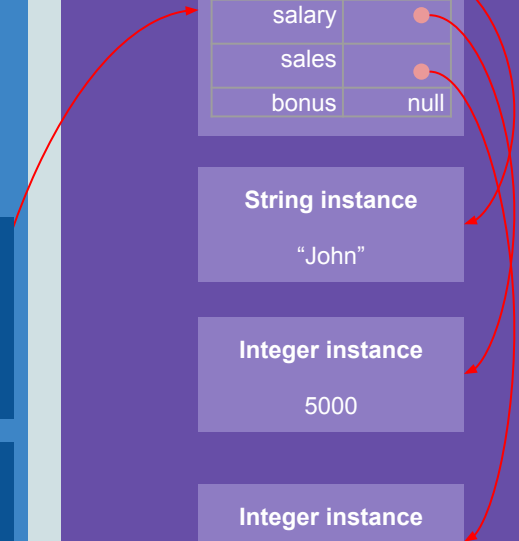 salary
sales
bonus null
String instance
“John”
Integer instance
5000
Integer instance